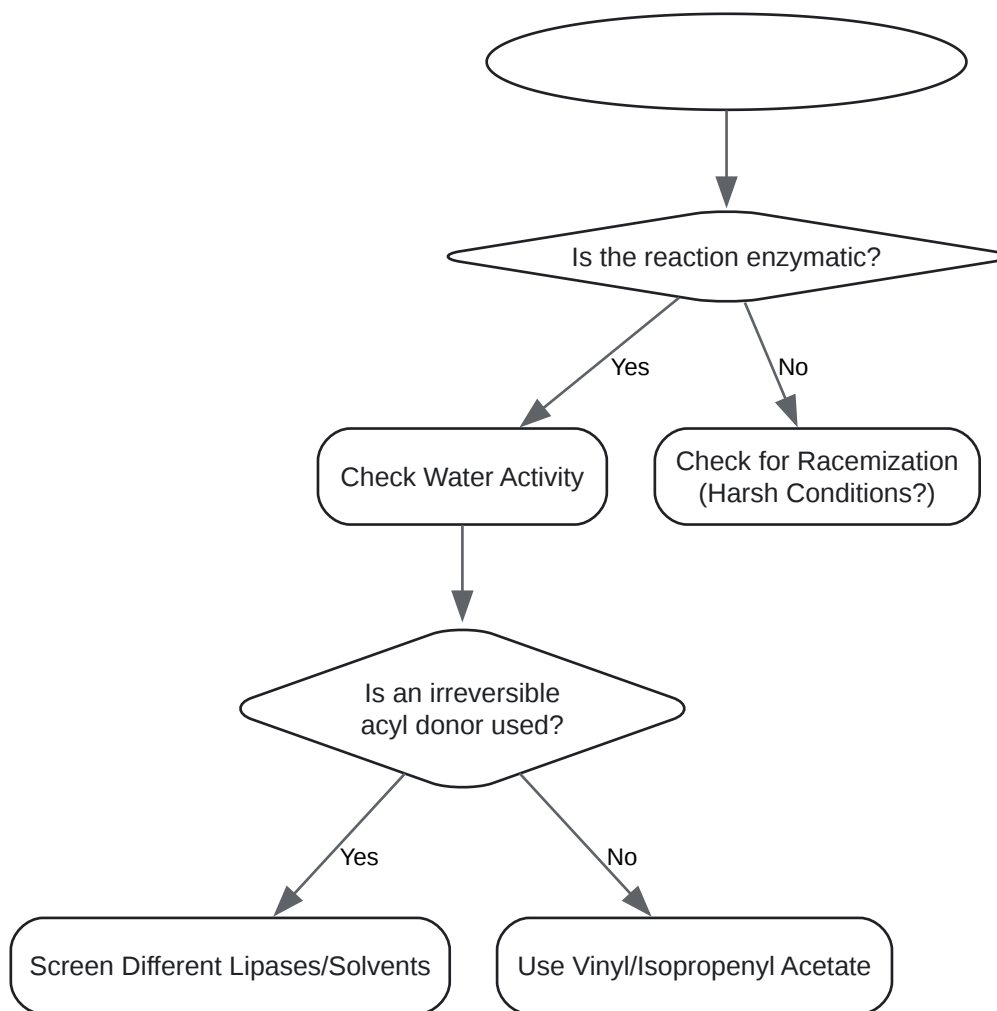 Is the reaction enzymatic?
Yes
No
Check Water Activity
Check for Racemization
(Harsh Conditions?)
Is an irreversible
acyl donor used?
Yes
No
Screen Different Lipases/Solvents
Use Vinyl/Isopropenyl Acetate